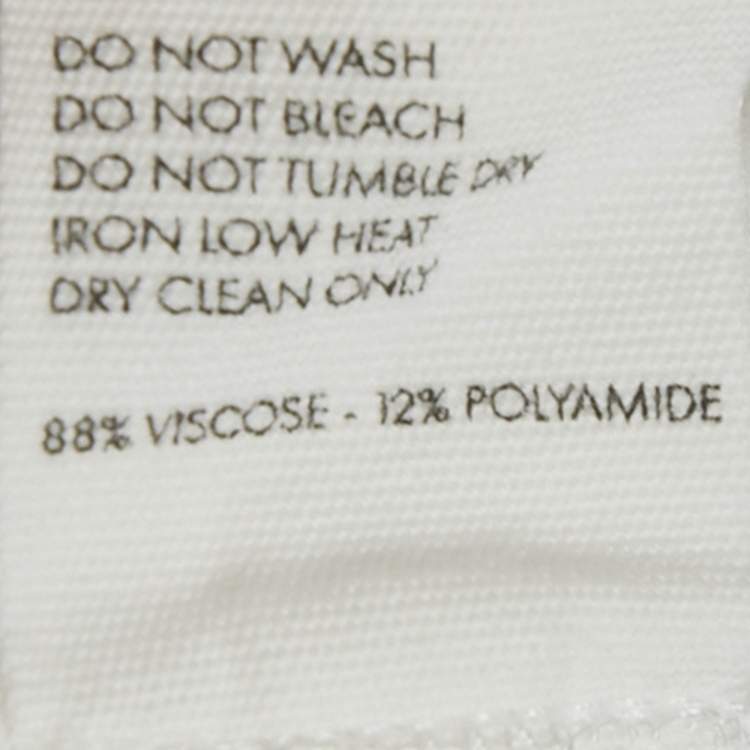 DO NOT WASH
DO NOT BLEACH
DO NOT TUMBLE DRY
IRON LOW HEAT
DRY CLEAN ONLY
88% VISCOSE - 12% POLYAMIDE